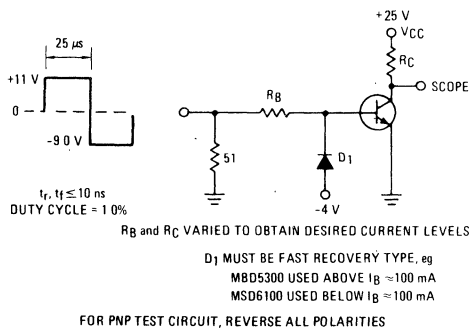 +25 V
VCC
25 µs
RC
+11 V
SCOPE
RB
0
-9.0 V
51
D1
tr, tf ≤ 10 ns
DUTY CYCLE = 1.0%
-4 V
RB and RC VARIED TO OBTAIN DESIRED CURRENT LEVELS
D1 MUST BE FAST RECOVERY TYPE, eg
MBD5300 USED ABOVE IB ≈ 100 mA
MSD6100 USED BELOW IB ≈ 100 mA
FOR PNP TEST CIRCUIT, REVERSE ALL POLARITIES